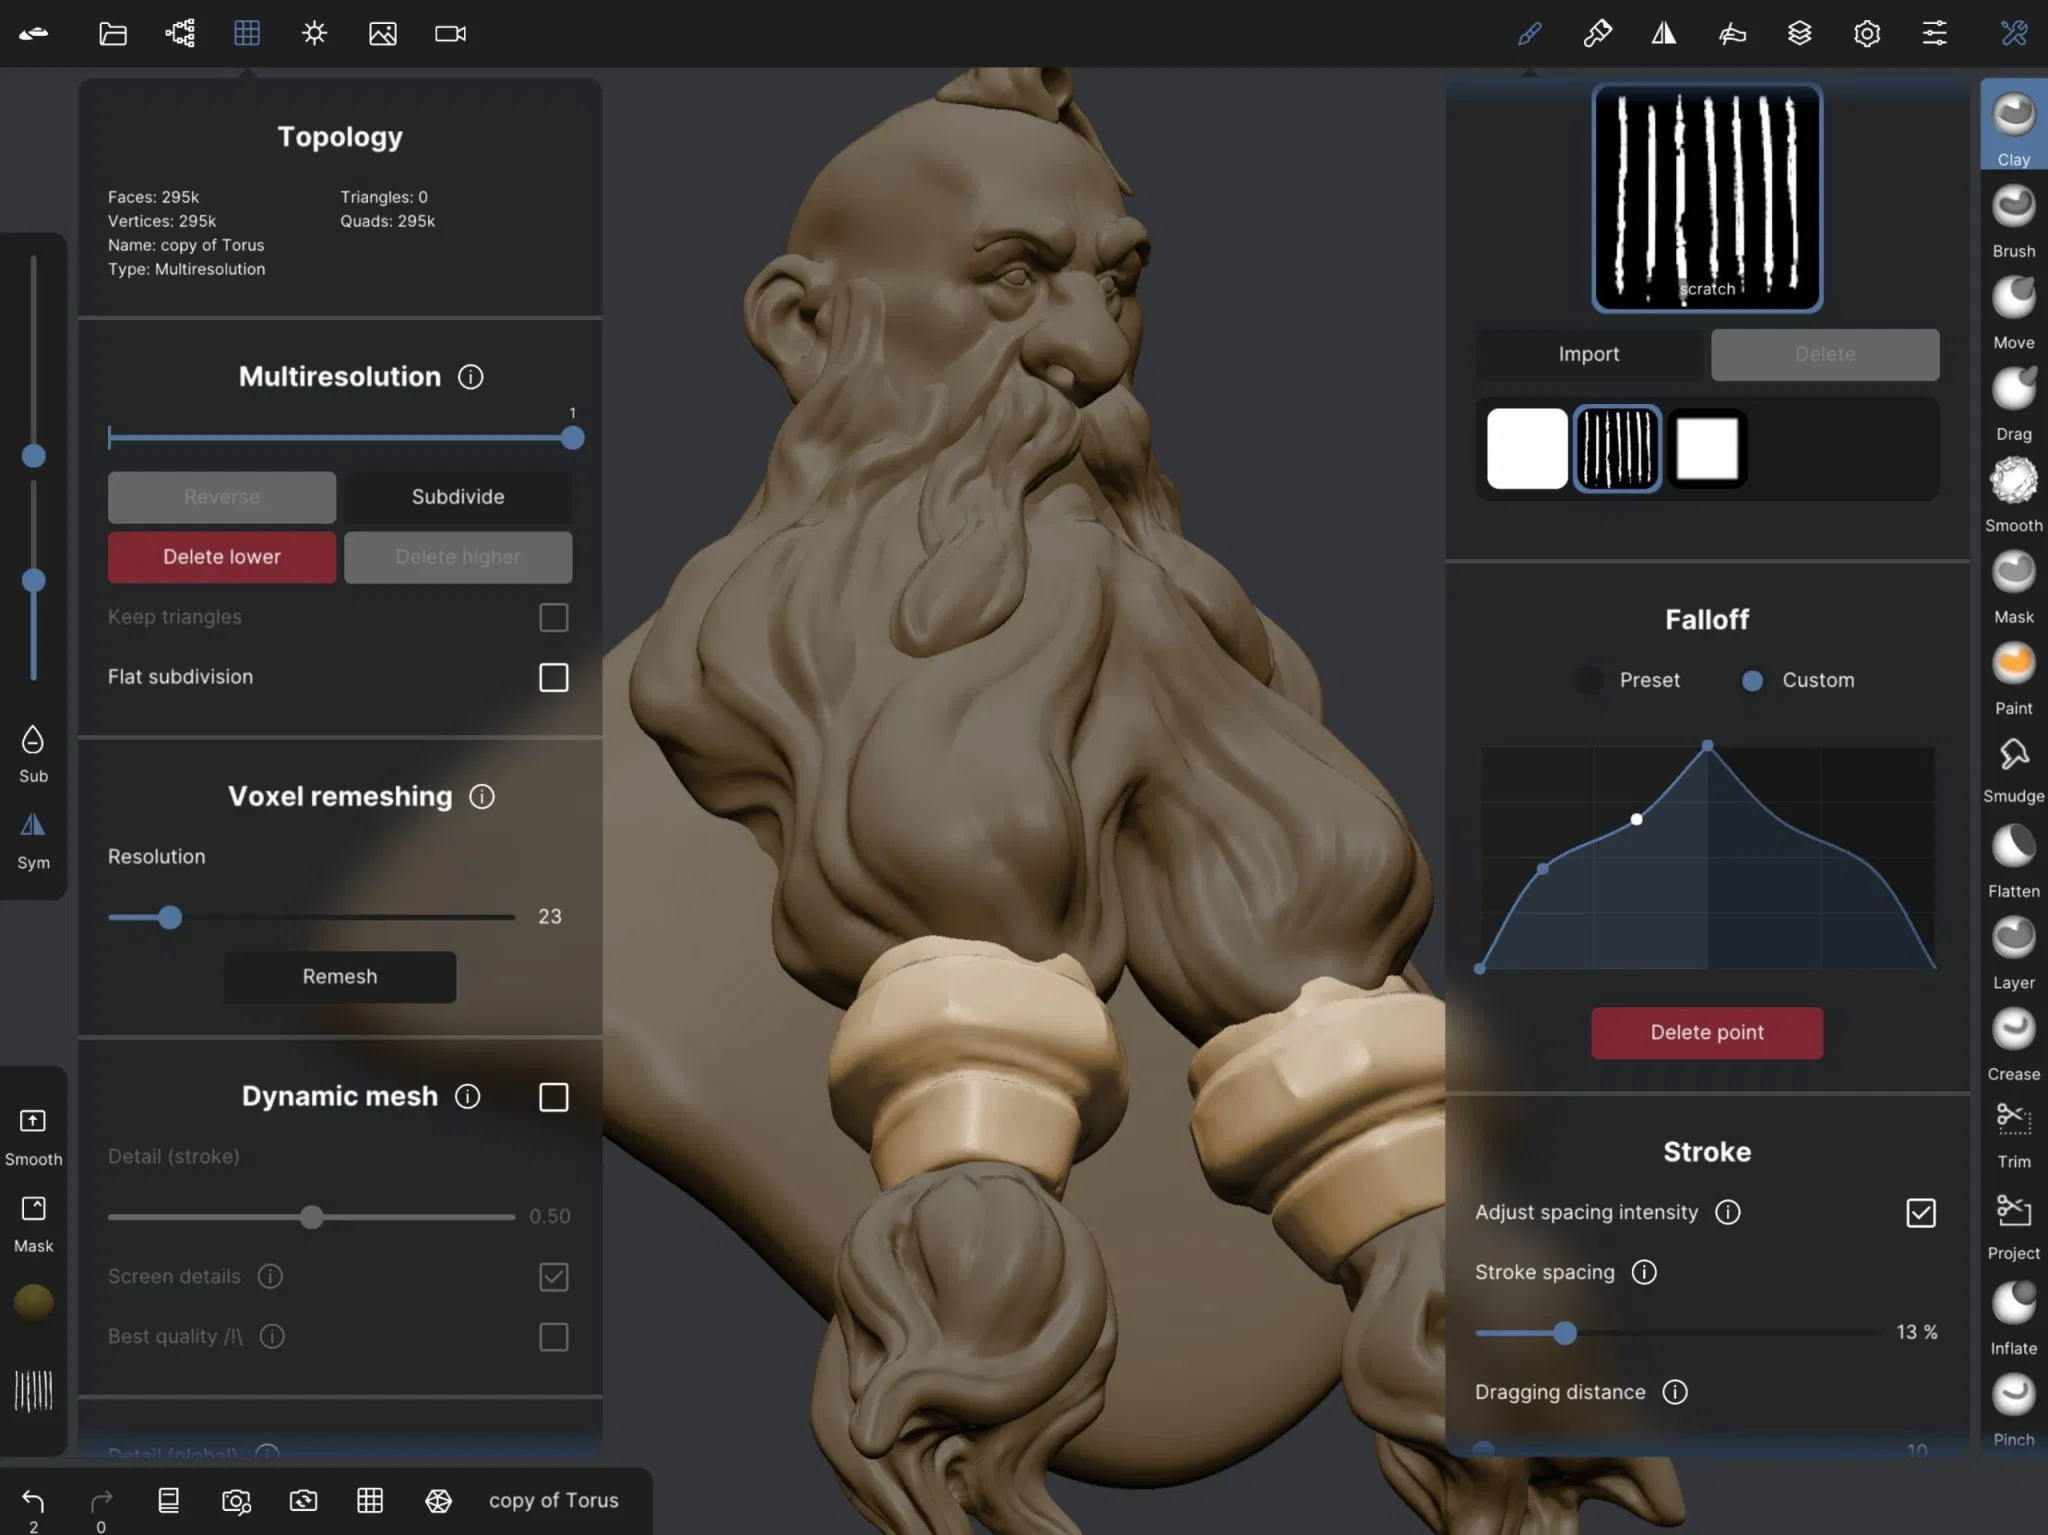 Topology
Faces: 295k
Triangles: 0
Vertices: 295k
Quads: 295k
Name: copy of Torus
Type: Multiresolution
Multiresolution
1
Reverse
Subdivide
Delete lower
Delete higher
Keep triangles
Flat subdivision
Voxel remeshing
Resolution
23
Remesh
Dynamic mesh
Detail (stroke)
0.50
Screen details
Best quality /!\
Detail (global)
Sub
Sym
Smooth
Mask
2
0
copy of Torus
scratch
Import
Delete
Falloff
Preset
Custom
Delete point
Stroke
Adjust spacing intensity
Stroke spacing
13 %
Dragging distance
10
Clay
Brush
Move
Drag
Smooth
Mask
Paint
Smudge
Flatten
Layer
Crease
Trim
Project
Inflate
Pinch